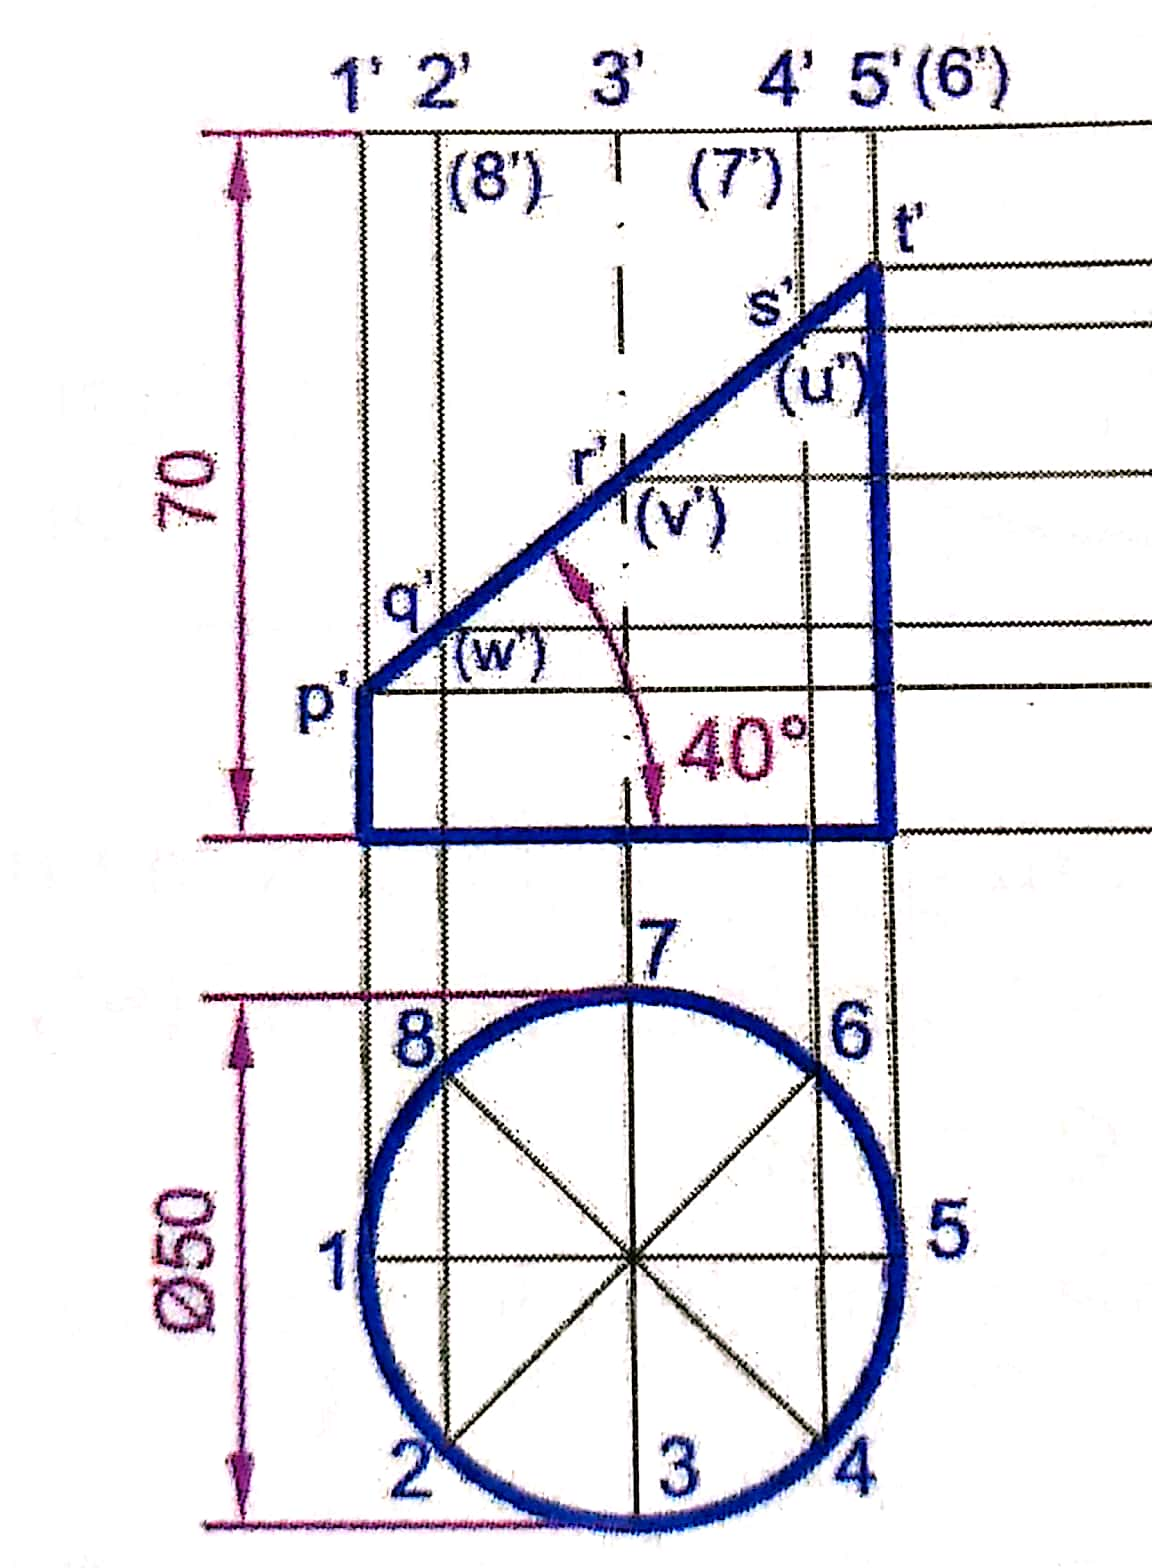 1' 2' 3' 4' 5' (6')
(8') (7')
t'
s'
(u')
70
r'
(v')
q'
(w')
p'
40°
7
8 6
Ø50
1 5
2 3 4